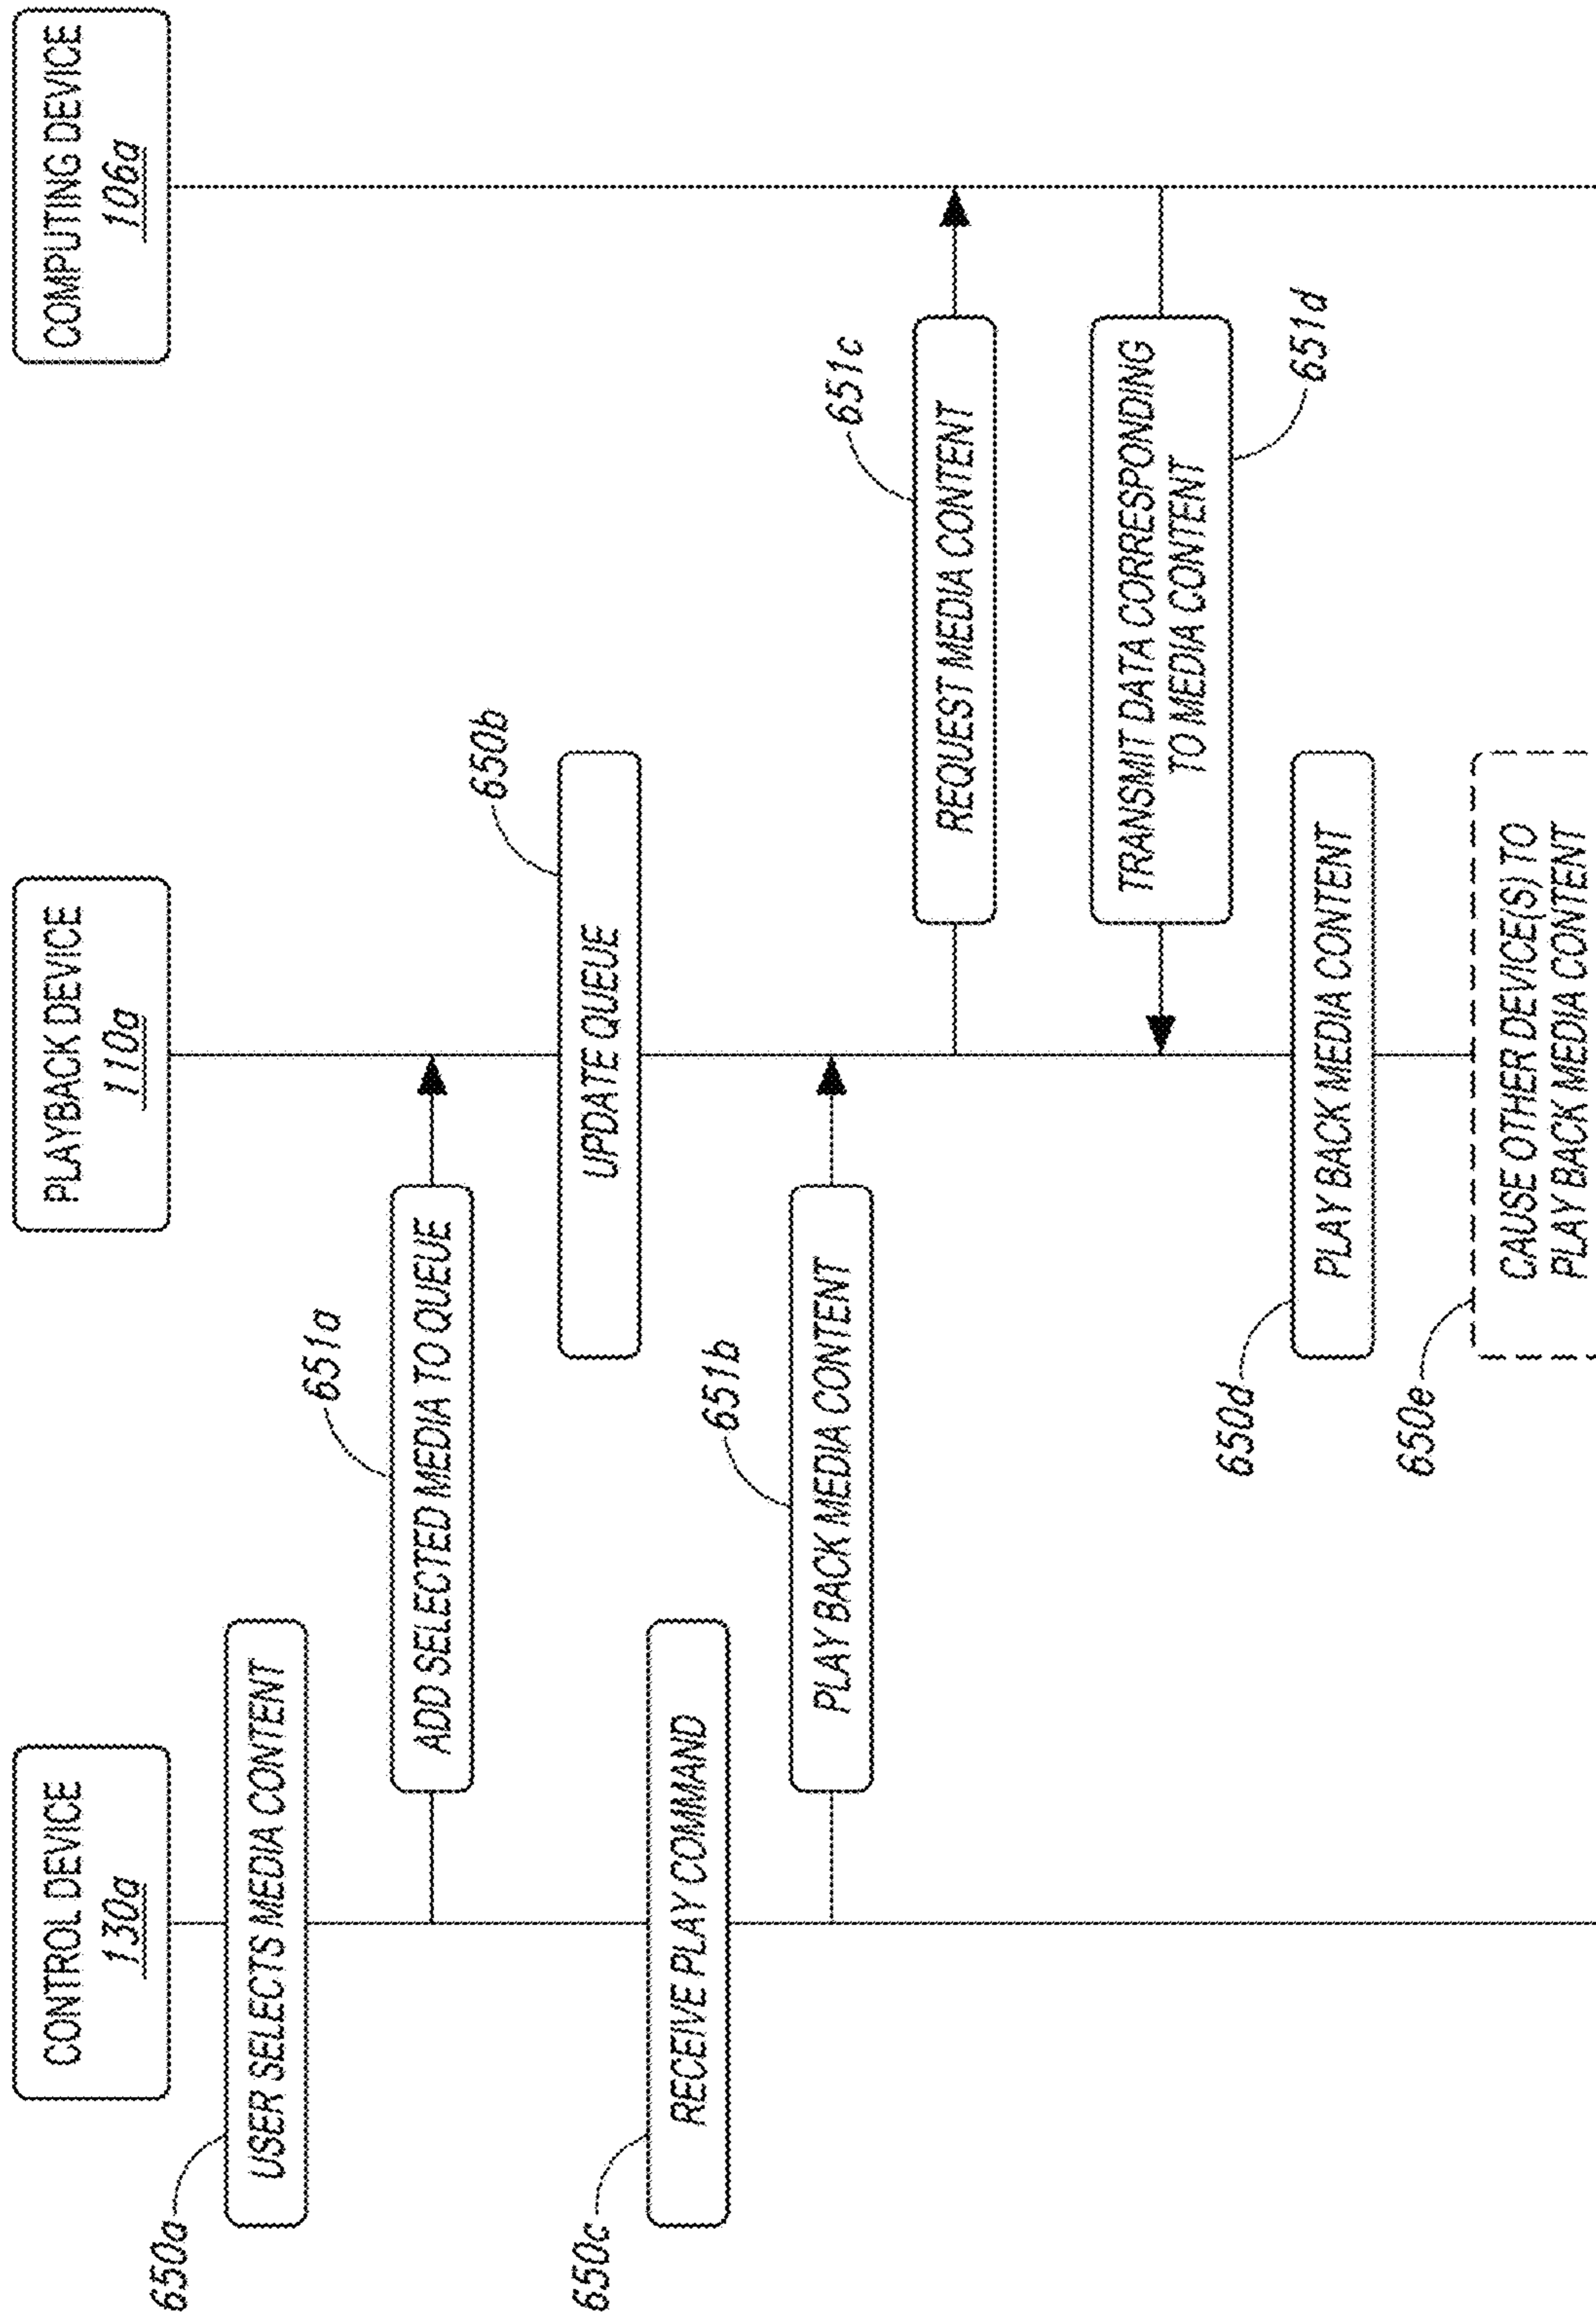 CONTROL DEVICE
130a
PLAYBACK DEVICE
110a
COMPUTING DEVICE
106a
650a
USER SELECTS MEDIA CONTENT
651a
ADD SELECTED MEDIA TO QUEUE
650b
UPDATE QUEUE
650c
RECEIVE PLAY COMMAND
651b
PLAY BACK MEDIA CONTENT
651c
REQUEST MEDIA CONTENT
TRANSMIT DATA CORRESPONDING
TO MEDIA CONTENT
651d
650d
PLAY BACK MEDIA CONTENT
650e
CAUSE OTHER DEVICE(S) TO
PLAY BACK MEDIA CONTENT